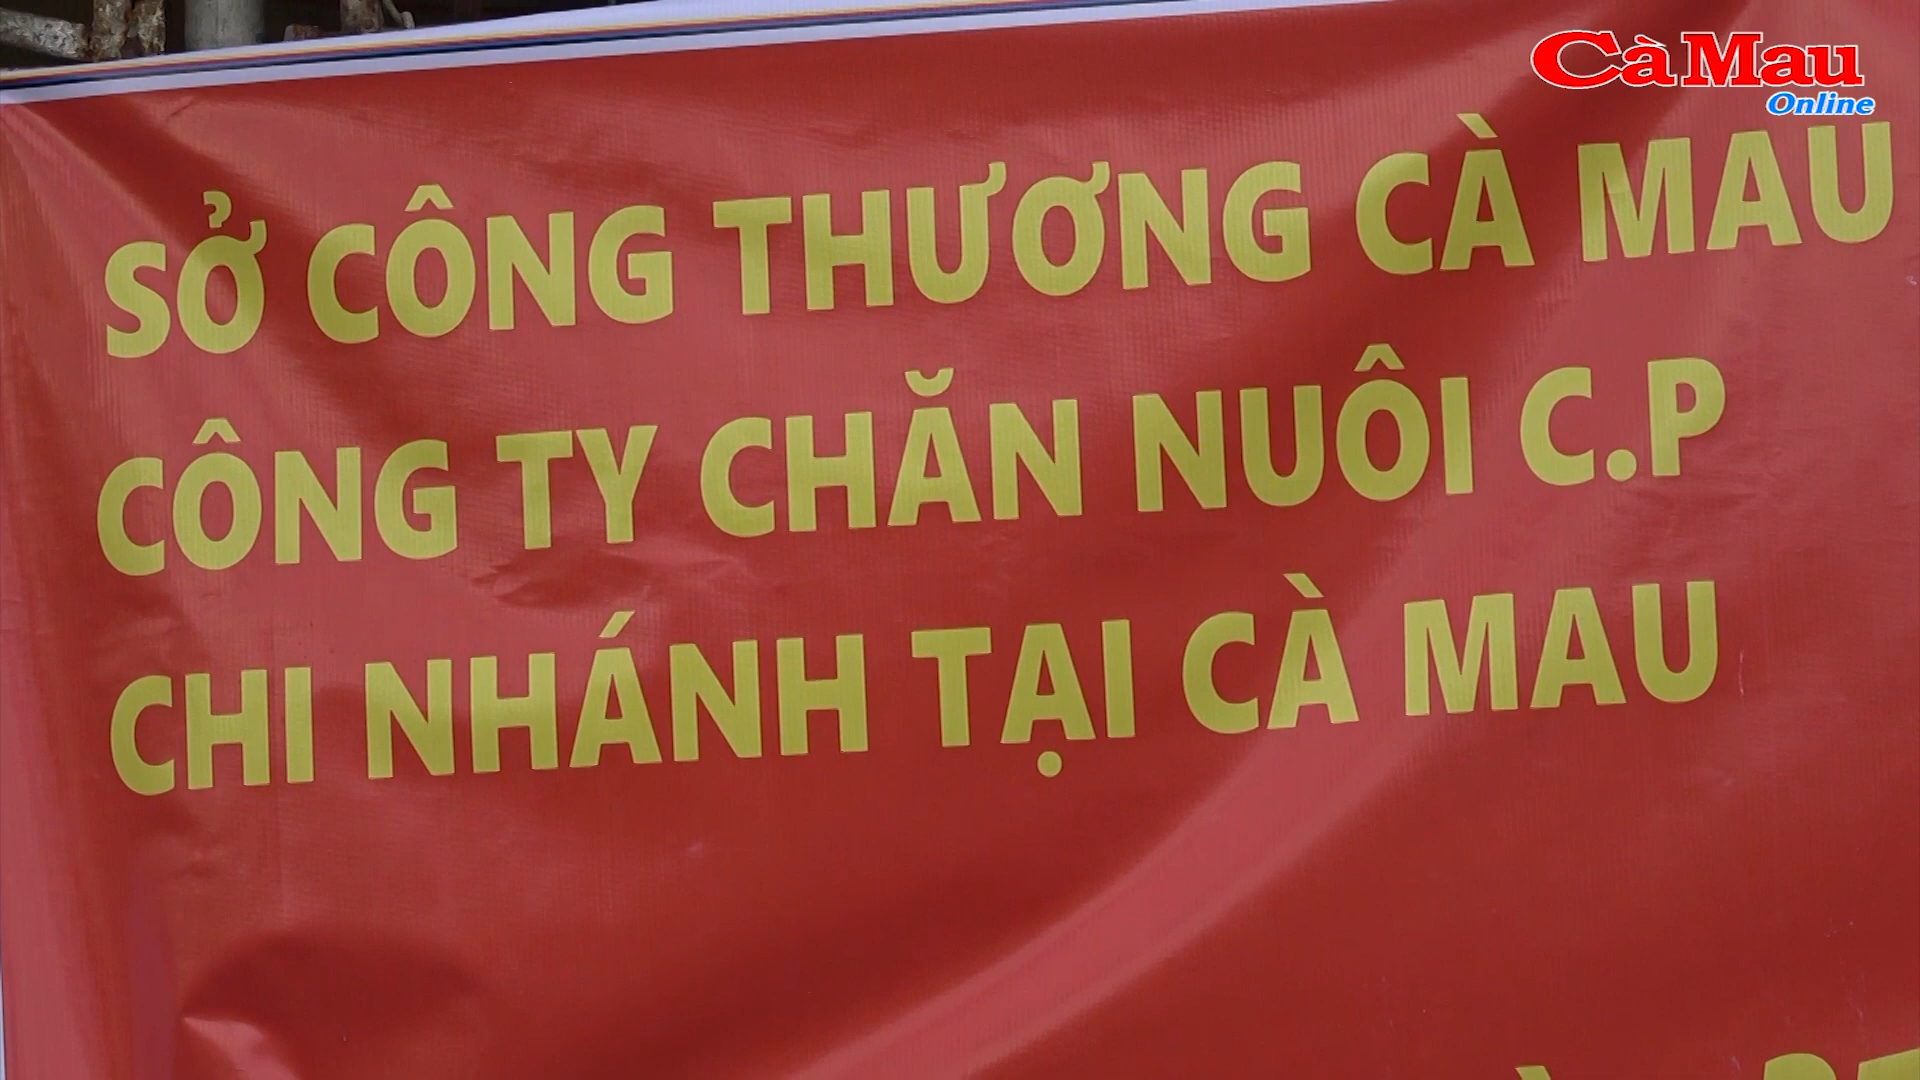 Cà Mau
Online
SỞ CÔNG THƯƠNG CÀ MAU
CÔNG TY CHĂN NUÔI C.P
CHI NHÁNH TẠI CÀ MAU